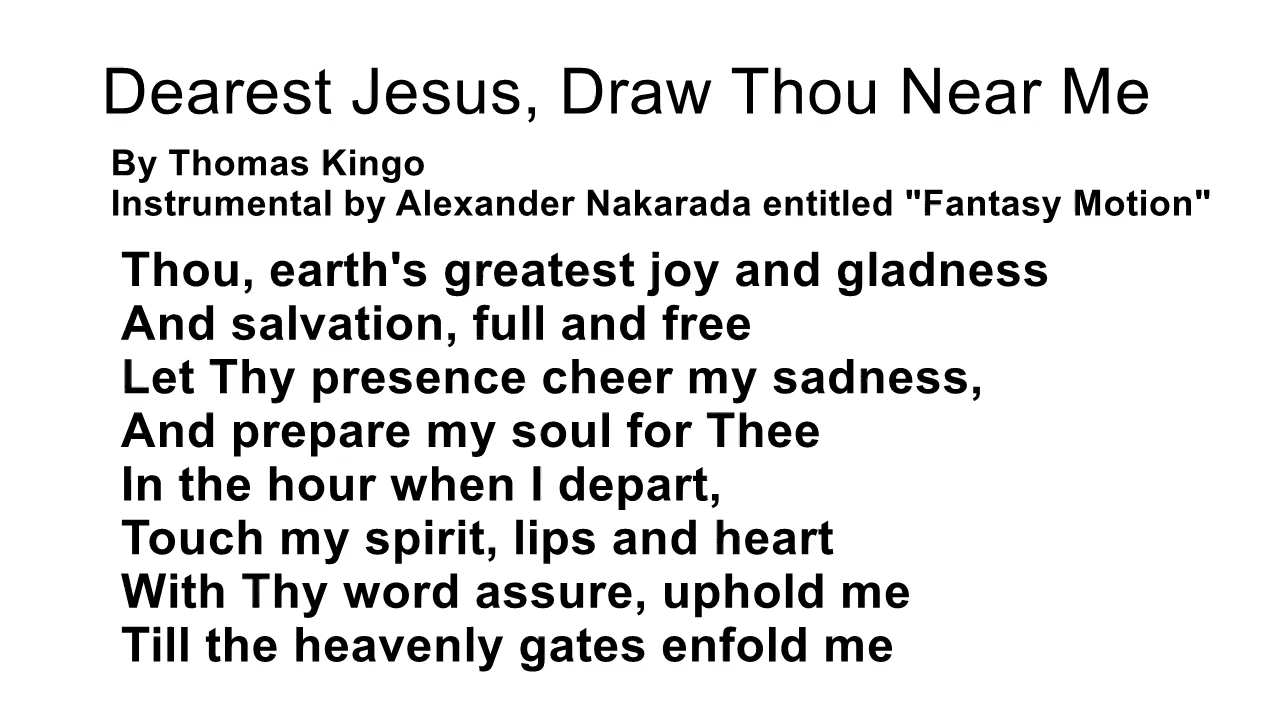 Dearest Jesus, Draw Thou Near Me
By Thomas Kingo
Instrumental by Alexander Nakarada entitled "Fantasy Motion"
Thou, earth's greatest joy and gladness
And salvation, full and free
Let Thy presence cheer my sadness,
And prepare my soul for Thee
In the hour when I depart,
Touch my spirit, lips and heart
With Thy word assure, uphold me
Till the heavenly gates enfold me